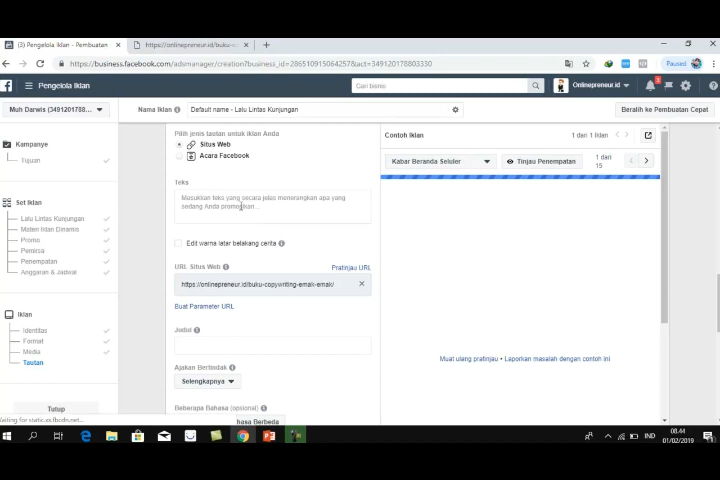 (3) Pengelola Iklan - Pembuatan
https://onlinepreneur.id/buku-c
https://business.facebook.com/adsmanager/creation?business_id=286510915064257&act=349120178803330
Paused
Pengelola Iklan
Cari bisnis
Onlinepreneur.id
Muh Darwis (3491201788...
Nama Iklan
Default name - Lalu Lintas Kunjungan
Beralih ke Pembuatan Cepat
Kampanye
Tujuan
Set Iklan
Lalu Lintas Kunjungan
Materi Iklan Dinamis
Promo
Pemirsa
Penempatan
Anggaran & Jadwal
Iklan
Identitas
Format
Media
Tautan
Tutup
Waiting for static.xx.fbcdn.net...
Pilih jenis tautan untuk iklan Anda
Situs Web
Acara Facebook
Teks
Masukkan teks yang secara jelas menerangkan apa yang
sedang Anda promosikan...
Edit warna latar belakang cerita
URL Situs Web
Pratinjau URL
https://onlinepreneur.id/buku-copywriting-emak-emak/
Buat Parameter URL
Judul
Ajakan Bertindak
Selengkapnya
Beberapa Bahasa (opsional)
hasa Berbeda
Contoh Iklan
1 dari 1 Iklan
Kabar Beranda Seluler
Tinjau Penempatan
1 dari
15
Muat ulang pratinjau • Laporkan masalah dengan contoh ini
IND
08.44
01/02/2019